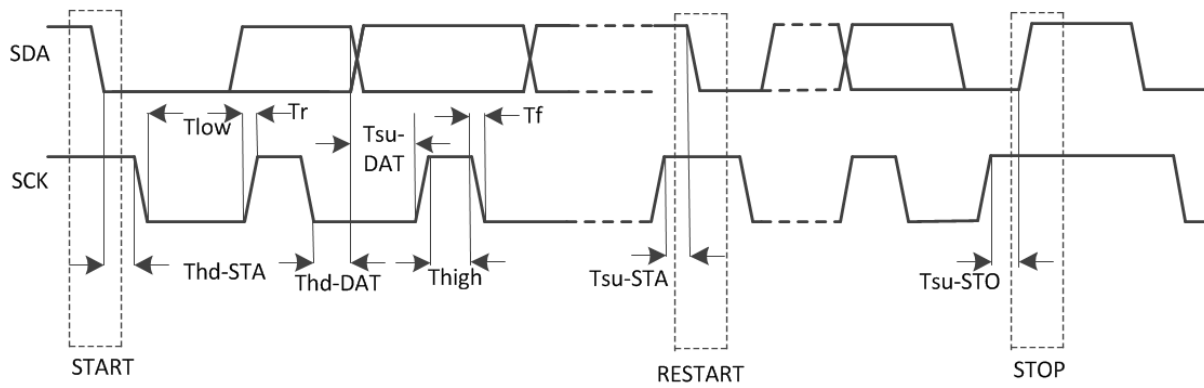 SDA
Tlow
Tr
Tsu-
DAT
Tf
SCK
Thd-STA
Thd-DAT
Thigh
Tsu-STA
Tsu-STO
START
RESTART
STOP